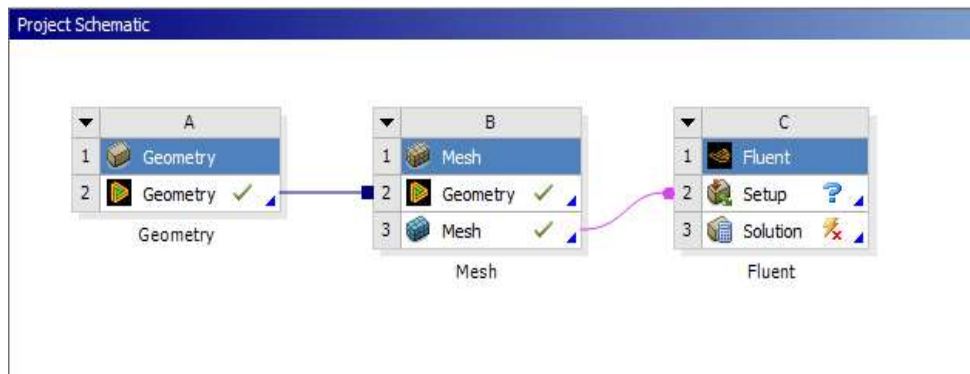 Project Schematic
A
1 Geometry
2 Geometry
Geometry
B
1 Mesh
2 Geometry
3 Mesh
Mesh
C
1 Fluent
2 Setup ?
3 Solution
Fluent